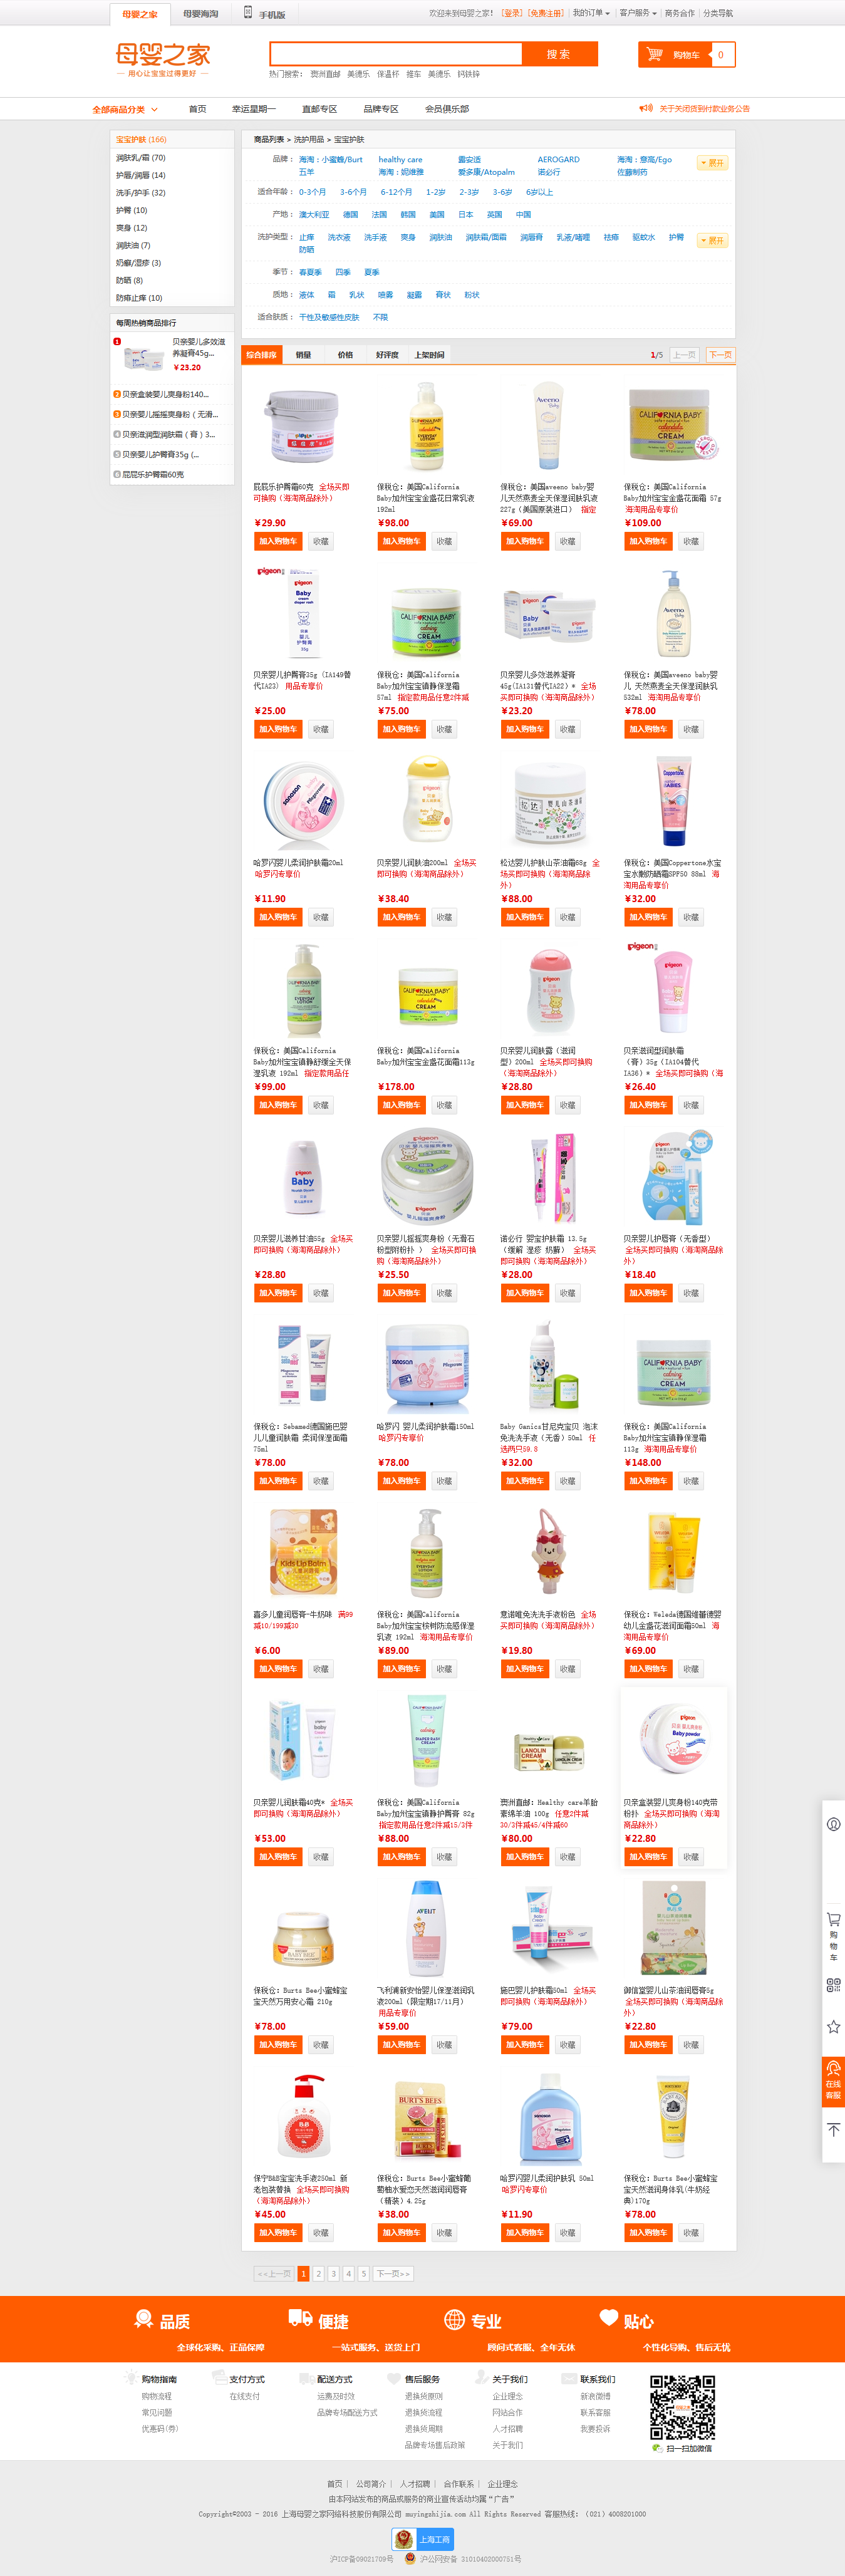 母婴之家 母婴海淘 手机版 欢迎来到母婴之家! [登录] [免费注册] 我的订单 客户服务 商务合作 分类导航
母婴之家
用心让宝宝过得更好
搜 索
购物车 0
热门搜索: 澳洲直邮 美德乐 保温杯 推车 美德乐 钙铁锌
全部商品分类 首页 幸运星期一 直邮专区 品牌专区 会员俱乐部 关于关闭货到付款业务公告
宝宝护肤 (166)
润肤乳/霜 (70)
护唇/润唇 (14)
洗手/护手 (32)
护臀 (10)
爽身 (12)
润肤油 (7)
奶癣/湿疹 (3)
防晒 (8)
防痱止痒 (10)
每周热销商品排行
1 贝亲婴儿多效滋养凝膏45g...
¥23.20
2 贝亲盒装婴儿爽身粉140...
3 贝亲婴儿摇摇爽身粉（无滑...
4 贝亲滋润型润肤霜（膏）3...
5 贝亲婴儿护臀膏35g (...
6 屁屁乐护臀霜60克
商品列表 > 洗护用品 > 宝宝护肤
品牌: 海淘：小蜜蜂/Burt healthy care 露安适 AEROGARD 海淘：意高/Ego 展开
五羊 海淘：妮维雅 爱多康/Atopalm 诺必行 佐藤制药
适合年龄: 0-3个月 3-6个月 6-12个月 1-2岁 2-3岁 3-6岁 6岁以上
产地: 澳大利亚 德国 法国 韩国 美国 日本 英国 中国
洗护类型: 止痒 洗衣液 洗手液 爽身 润肤油 润肤霜/面霜 润唇膏 乳液/啫喱 祛痱 驱蚊水 护臀 展开
防晒
季节: 春夏季 四季 夏季
质地: 液体 霜 乳状 喷雾 凝露 膏状 粉状
适合肤质: 干性及敏感性皮肤 不限
综合排序 销量 价格 好评度 上架时间 1/5 上一页 下一页
屁屁乐护臀霜60克 全场买即可换购（海淘商品除外）
¥29.90
加入购物车 收藏
保税仓：美国California Baby加州宝宝金盏花日常乳液 192ml
¥98.00
加入购物车 收藏
保税仓：美国aveeno baby婴儿天然燕麦全天保湿润肤乳液227g（美国原装进口） 指定
¥69.00
加入购物车 收藏
保税仓：美国California Baby加州宝宝金盏花面霜 57g 海淘用品专享价
¥109.00
加入购物车 收藏
贝亲婴儿护臀膏35g (IA149替代IA23) 用品专享价
¥25.00
加入购物车 收藏
保税仓：美国California Baby加州宝宝镇静保湿霜 57ml 指定款用品任意2件减
¥75.00
加入购物车 收藏
贝亲婴儿多效滋养凝膏45g(IA131替代IA22）* 全场买即可换购（海淘商品除外）
¥23.20
加入购物车 收藏
保税仓：美国aveeno baby婴儿 天然燕麦全天保湿润肤乳532ml 海淘用品专享价
¥78.00
加入购物车 收藏
哈罗闪婴儿柔润护肤霜20ml 哈罗闪专享价
¥11.90
加入购物车 收藏
贝亲婴儿润肤油200ml 全场买即可换购（海淘商品除外）
¥38.40
加入购物车 收藏
松达婴儿护肤山茶油霜68g 全场买即可换购（海淘商品除外）
¥88.00
加入购物车 收藏
保税仓：美国Coppertone水宝宝水嫩防晒霜SPF50 88ml 海淘用品专享价
¥32.00
加入购物车 收藏
保税仓：美国California Baby加州宝宝镇静舒缓全天保湿乳液 192ml 指定款用品任
¥99.00
加入购物车 收藏
保税仓：美国California Baby加州宝宝金盏花面霜113g
¥178.00
加入购物车 收藏
贝亲婴儿润肤露（滋润型）200ml 全场买即可换购（海淘商品除外）
¥28.80
加入购物车 收藏
贝亲滋润型润肤霜（膏）35g（IA104替代IA36）* 全场买即可换购（海
¥26.40
加入购物车 收藏
贝亲婴儿滋养甘油55g 全场买即可换购（海淘商品除外）
¥28.80
加入购物车 收藏
贝亲婴儿摇摇爽身粉（无滑石粉型附粉扑 ） 全场买即可换购（海淘商品除外）
¥25.50
加入购物车 收藏
诺必行 婴宝护肤霜 13.5g（缓解 湿疹 奶癣） 全场买即可换购（海淘商品除外）
¥28.00
加入购物车 收藏
贝亲婴儿护唇膏（无香型） 全场买即可换购（海淘商品除外）
¥18.40
加入购物车 收藏
保税仓：Sebamed德国施巴婴儿儿童润肤霜 柔润保湿面霜 75ml
¥78.00
加入购物车 收藏
哈罗闪 婴儿柔润护肤霜150ml 哈罗闪专享价
¥78.00
加入购物车 收藏
Baby Ganics甘尼克宝贝 泡沫免洗洗手液（无香）50ml 任选两只59.8
¥32.00
加入购物车 收藏
保税仓：美国California Baby加州宝宝镇静保湿霜 113g 海淘用品专享价
¥148.00
加入购物车 收藏
喜多儿童润唇膏-牛奶味 满99减10/199减30
¥6.00
加入购物车 收藏
保税仓：美国California Baby加州宝宝桉树防流感保湿乳液 192ml 海淘用品专享价
¥89.00
加入购物车 收藏
意诺唯免洗洗手液粉色 全场买即可换购（海淘商品除外）
¥19.80
加入购物车 收藏
保税仓：Weleda德国维蕾德婴幼儿金盏花滋润面霜50ml 海淘用品专享价
¥69.00
加入购物车 收藏
贝亲婴儿润肤霜40克* 全场买即可换购（海淘商品除外）
¥53.00
加入购物车 收藏
保税仓：美国California Baby加州宝宝镇静护臀膏 82g 指定款用品任意2件减15/3件
¥88.00
加入购物车 收藏
澳洲直邮：Healthy care羊胎素绵羊油 100g 任意2件减30/3件减45/4件减60
¥80.00
加入购物车 收藏
贝亲盒装婴儿爽身粉140克带粉扑 全场买即可换购（海淘商品除外）
¥22.80
加入购物车 收藏
保税仓：Burts Bee小蜜蜂宝宝天然万用安心霜 210g
¥78.00
加入购物车 收藏
飞利浦新安怡婴儿保湿滋润乳液200ml（限定期17/11月） 用品专享价
¥59.00
加入购物车 收藏
施巴婴儿护肤霜50ml 全场买即可换购（海淘商品除外）
¥79.00
加入购物车 收藏
御信堂婴儿山茶油润唇膏5g 全场买即可换购（海淘商品除外）
¥22.80
加入购物车 收藏
保宁B&B宝宝洗手液250ml 新老包装替换 全场买即可换购（海淘商品除外）
¥45.00
加入购物车 收藏
保税仓：Burts Bee小蜜蜂葡萄柚水爱恋天然滋润润唇膏（精装）4.25g
¥38.00
加入购物车 收藏
哈罗闪婴儿柔润护肤乳 50ml 哈罗闪专享价
¥11.90
加入购物车 收藏
保税仓：Burts Bee小蜜蜂宝宝天然滋润身体乳(牛奶经典)170g
¥78.00
加入购物车 收藏
购物车
在线客服
<<上一页 1 2 3 4 5 下一页>>
品质 便捷 专业 贴心
全球化采购、正品保障 一站式服务、送货上门 顾问式客服、全年无休 个性化导购、售后无忧
购物指南 支付方式 配送方式 售后服务 关于我们 联系我们
购物流程 在线支付 运费及时效 退换货原则 企业理念 新浪微博
常见问题 品牌专场配送方式 退换货流程 网站合作 联系客服
优惠码(券) 退换货周期 人才招聘 我要投诉
品牌专场售后政策 关于我们 扫一扫加微信
首页 | 公司简介 | 人才招聘 | 合作联系 | 企业理念
由本网站发布的商品或服务的商业宣传活动均属“广告”
Copyright©2003 - 2016 上海母婴之家网络科技股份有限公司 muyingzhijia.com All Rights Reserved 客服热线：（021）4008201000
上海工商
沪ICP备09021709号 沪公网安备 31010402000751号